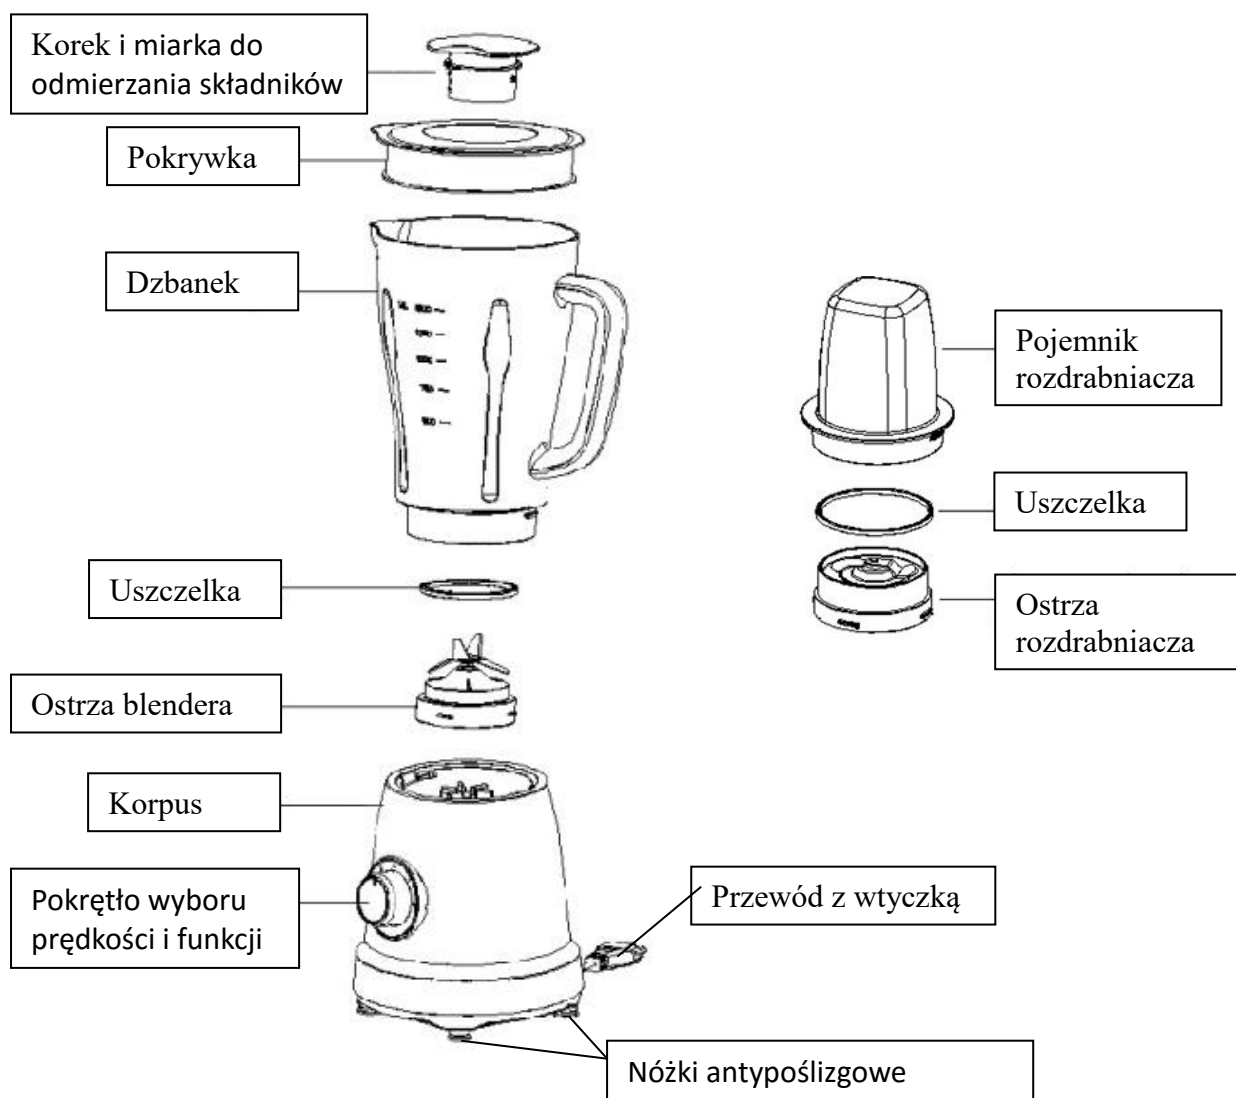 Korek i miarka do
odmierzania składników
Pokrywka
Dzbanek
Uszczelka
Ostrza blendera
Korpus
Pokrętło wyboru
prędkości i funkcji
Pojemnik
rozdrabniacza
Uszczelka
Ostrza
rozdrabniacza
Przewód z wtyczką
Nóżki antypoślizgowe